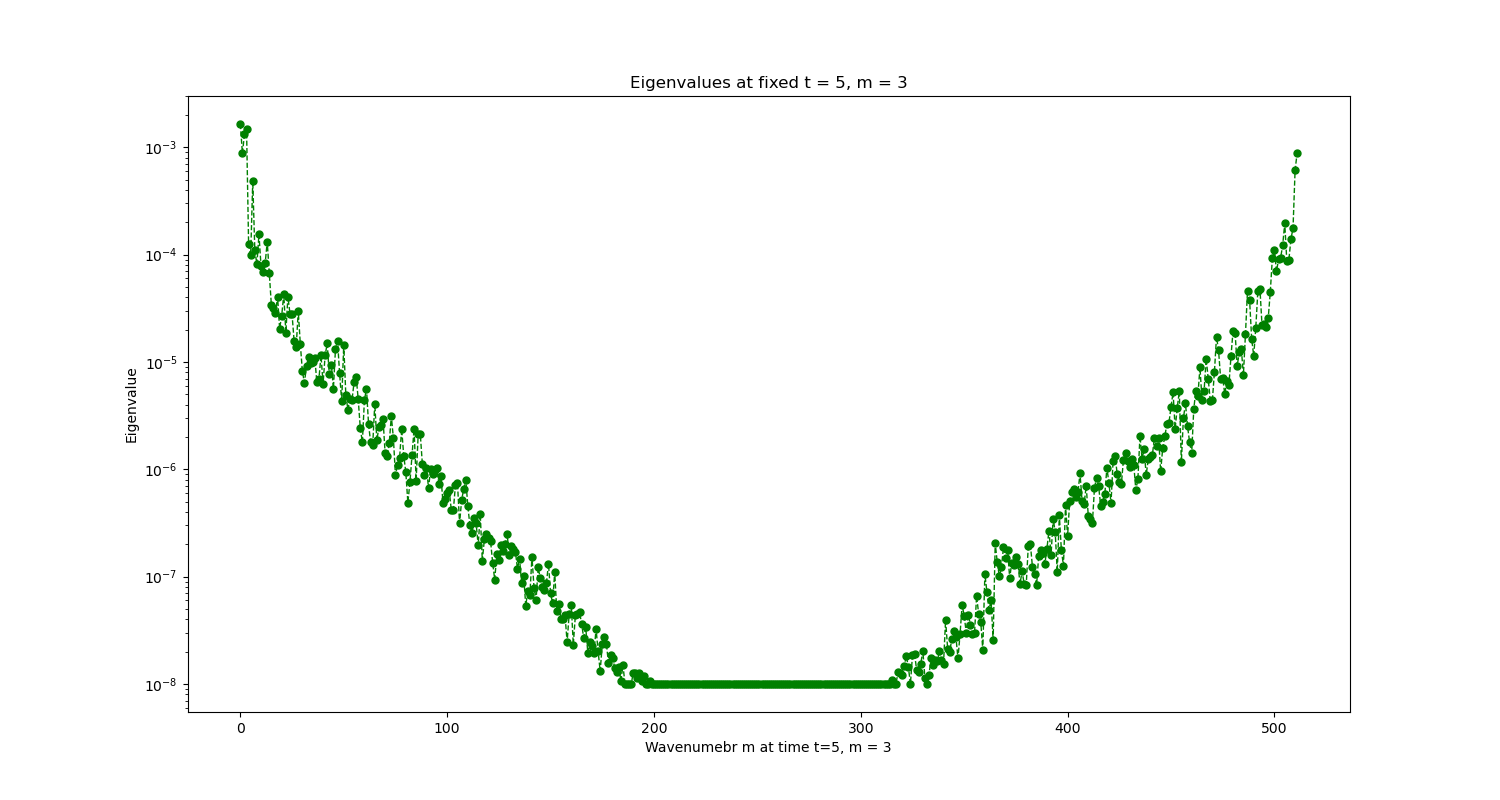 Eigenvalues at fixed t = 5, m = 3
10⁻³
10⁻⁴
10⁻⁵
10⁻⁶
10⁻⁷
10⁻⁸
Eigenvalue
0 100 200 300 400 500
Wavenumebr m at time t=5, m = 3